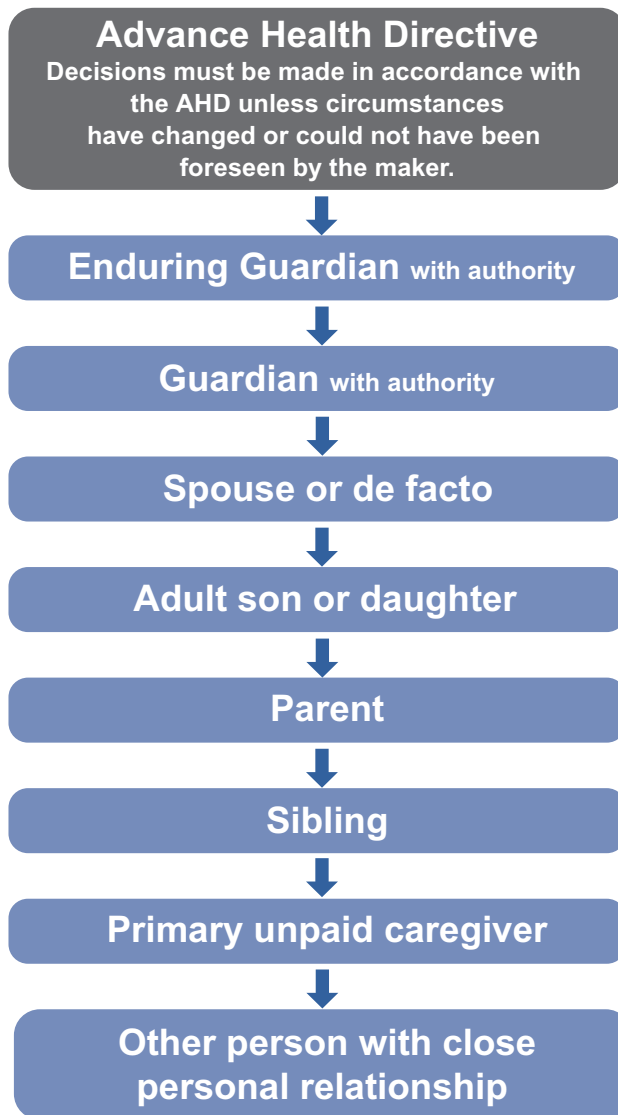 Advance Health Directive
Decisions must be made in accordance with
the AHD unless circumstances
have changed or could not have been
foreseen by the maker.
Enduring Guardian with authority
Guardian with authority
Spouse or de facto
Adult son or daughter
Parent
Sibling
Primary unpaid caregiver
Other person with close
personal relationship